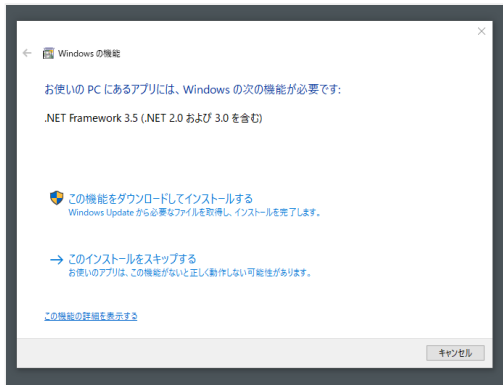 Windows の機能
お使いの PC にあるアプリには、Windows の次の機能が必要です:
.NET Framework 3.5 (.NET 2.0 および 3.0 を含む)
この機能をダウンロードしてインストールする
Windows Update から必要なファイルを取得し、インストールを完了します。
このインストールをスキップする
お使いのアプリは、この機能がないと正しく動作しない可能性があります。
この機能の詳細を表示する
キャンセル